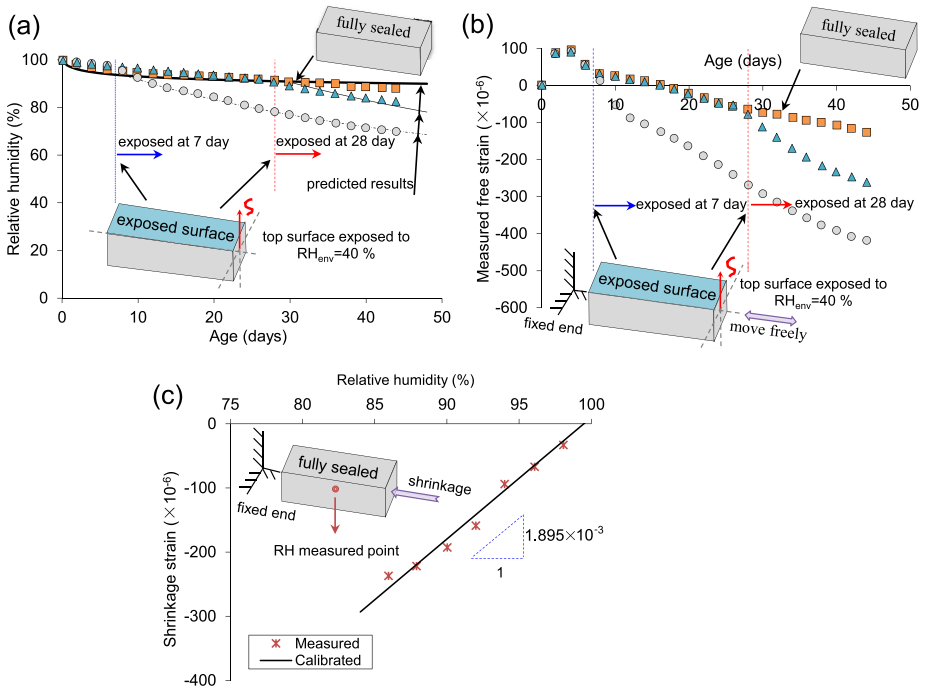 (a)
fully sealed
Relative humidity (%)
100
80
60
40
20
0
exposed at 7 day
exposed at 28 day
predicted results
exposed surface
ς
top surface exposed to
RHenv=40 %
0
10
20
30
40
50
Age (days)
(b)
fully sealed
Measured free strain (×10-6)
100
0
-100
-200
-300
-400
-500
-600
Age (days)
0
10
20
30
40
50
exposed at 7 day
exposed at 28 day
exposed surface
ς
top surface exposed to
RHenv=40 %
fixed end
move freely
(c)
Relative humidity (%)
75
80
85
90
95
100
Shrinkage strain (×10-6)
0
-100
-200
-300
-400
fully sealed
shrinkage
fixed end
RH measured point
1.895×10-3
1
Measured
Calibrated